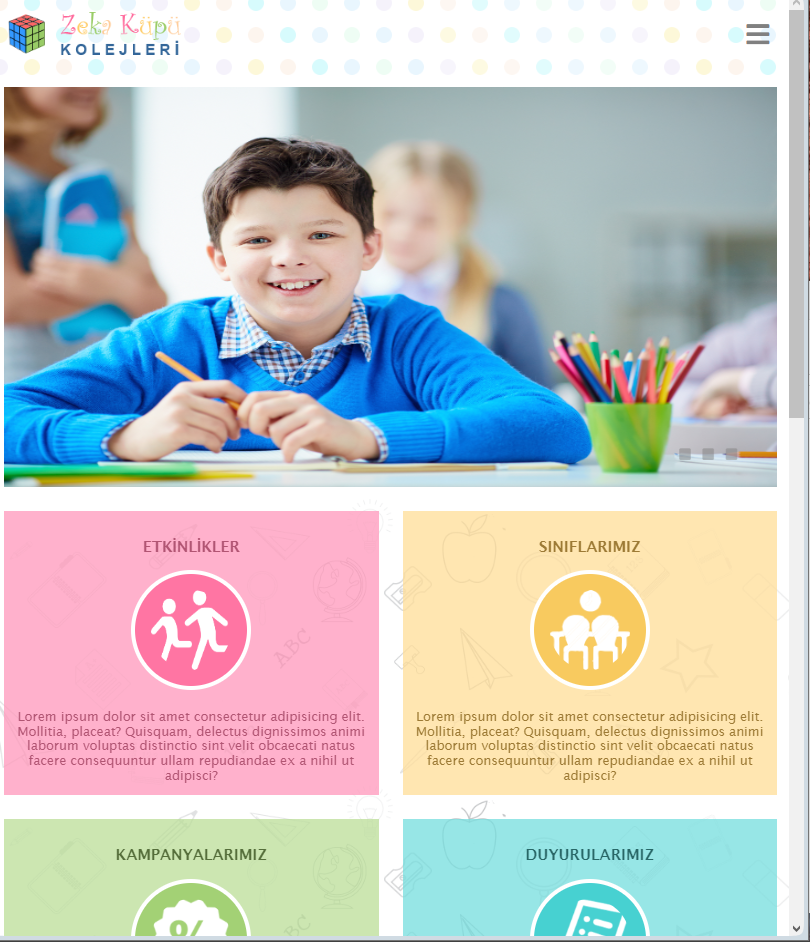 Zeka Küpü
KOLEJLERİ
ETKİNLİKLER
SINIFLARIMIZ
ABC
Lorem ipsum dolor sit amet consectetur adipisicing elit.
Mollitia, placeat? Quisquam, delectus dignissimos animi
laborum voluptas distinctio sint velit obcaecati natus
facere consequuntur ullam repudiandae ex a nihil ut
adipisci?
Lorem ipsum dolor sit amet consectetur adipisicing elit.
Mollitia, placeat? Quisquam, delectus dignissimos animi
laborum voluptas distinctio sint velit obcaecati natus
facere consequuntur ullam repudiandae ex a nihil ut
adipisci?
KAMPANYALARIMIZ
DUYURULARIMIZ
%
ABC